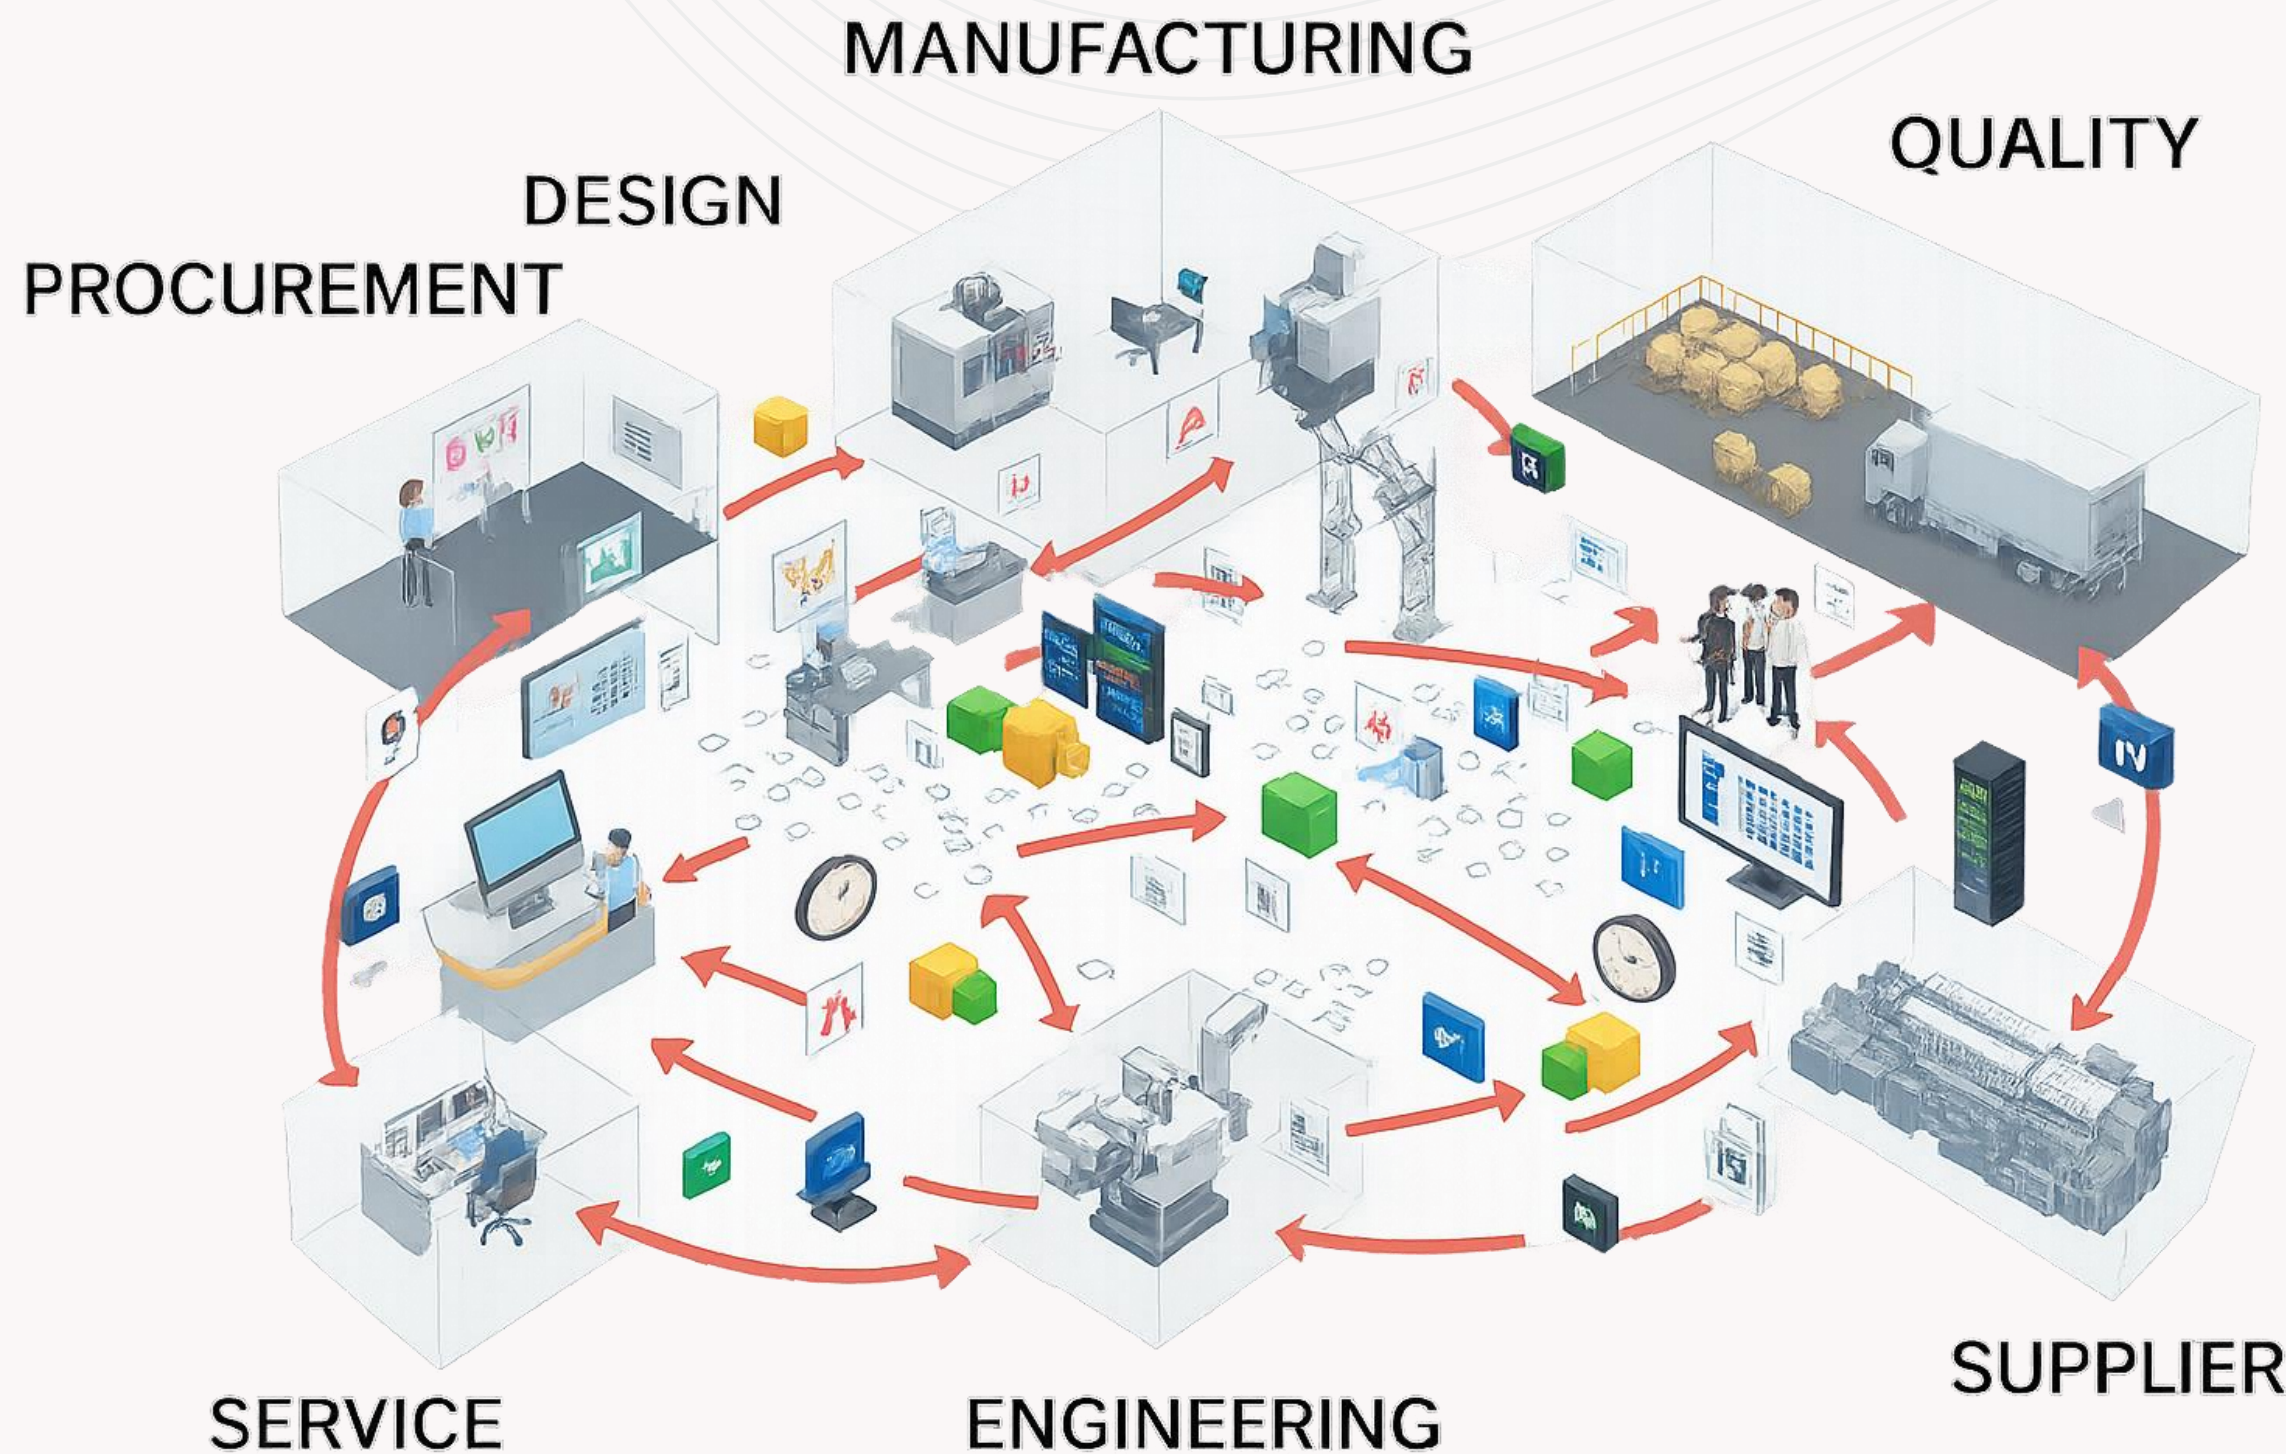 MANUFACTURING
QUALITY
DESIGN
PROCUREMENT
SUPPLIER
SERVICE
ENGINEERING